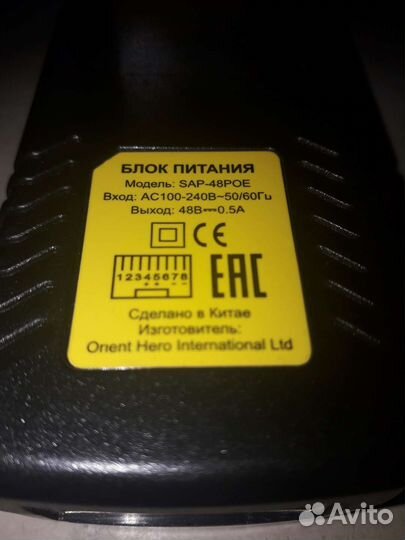 БЛОК ПИТАНИЯ
Модель: SAP-48POE
Вход: AC100-240В~50/60Гц
Выход: 48В⎓0.5А
CE
12345678
++ --
EAC
Сделано в Китае
Изготовитель:
Orient Hero International Ltd
Avito